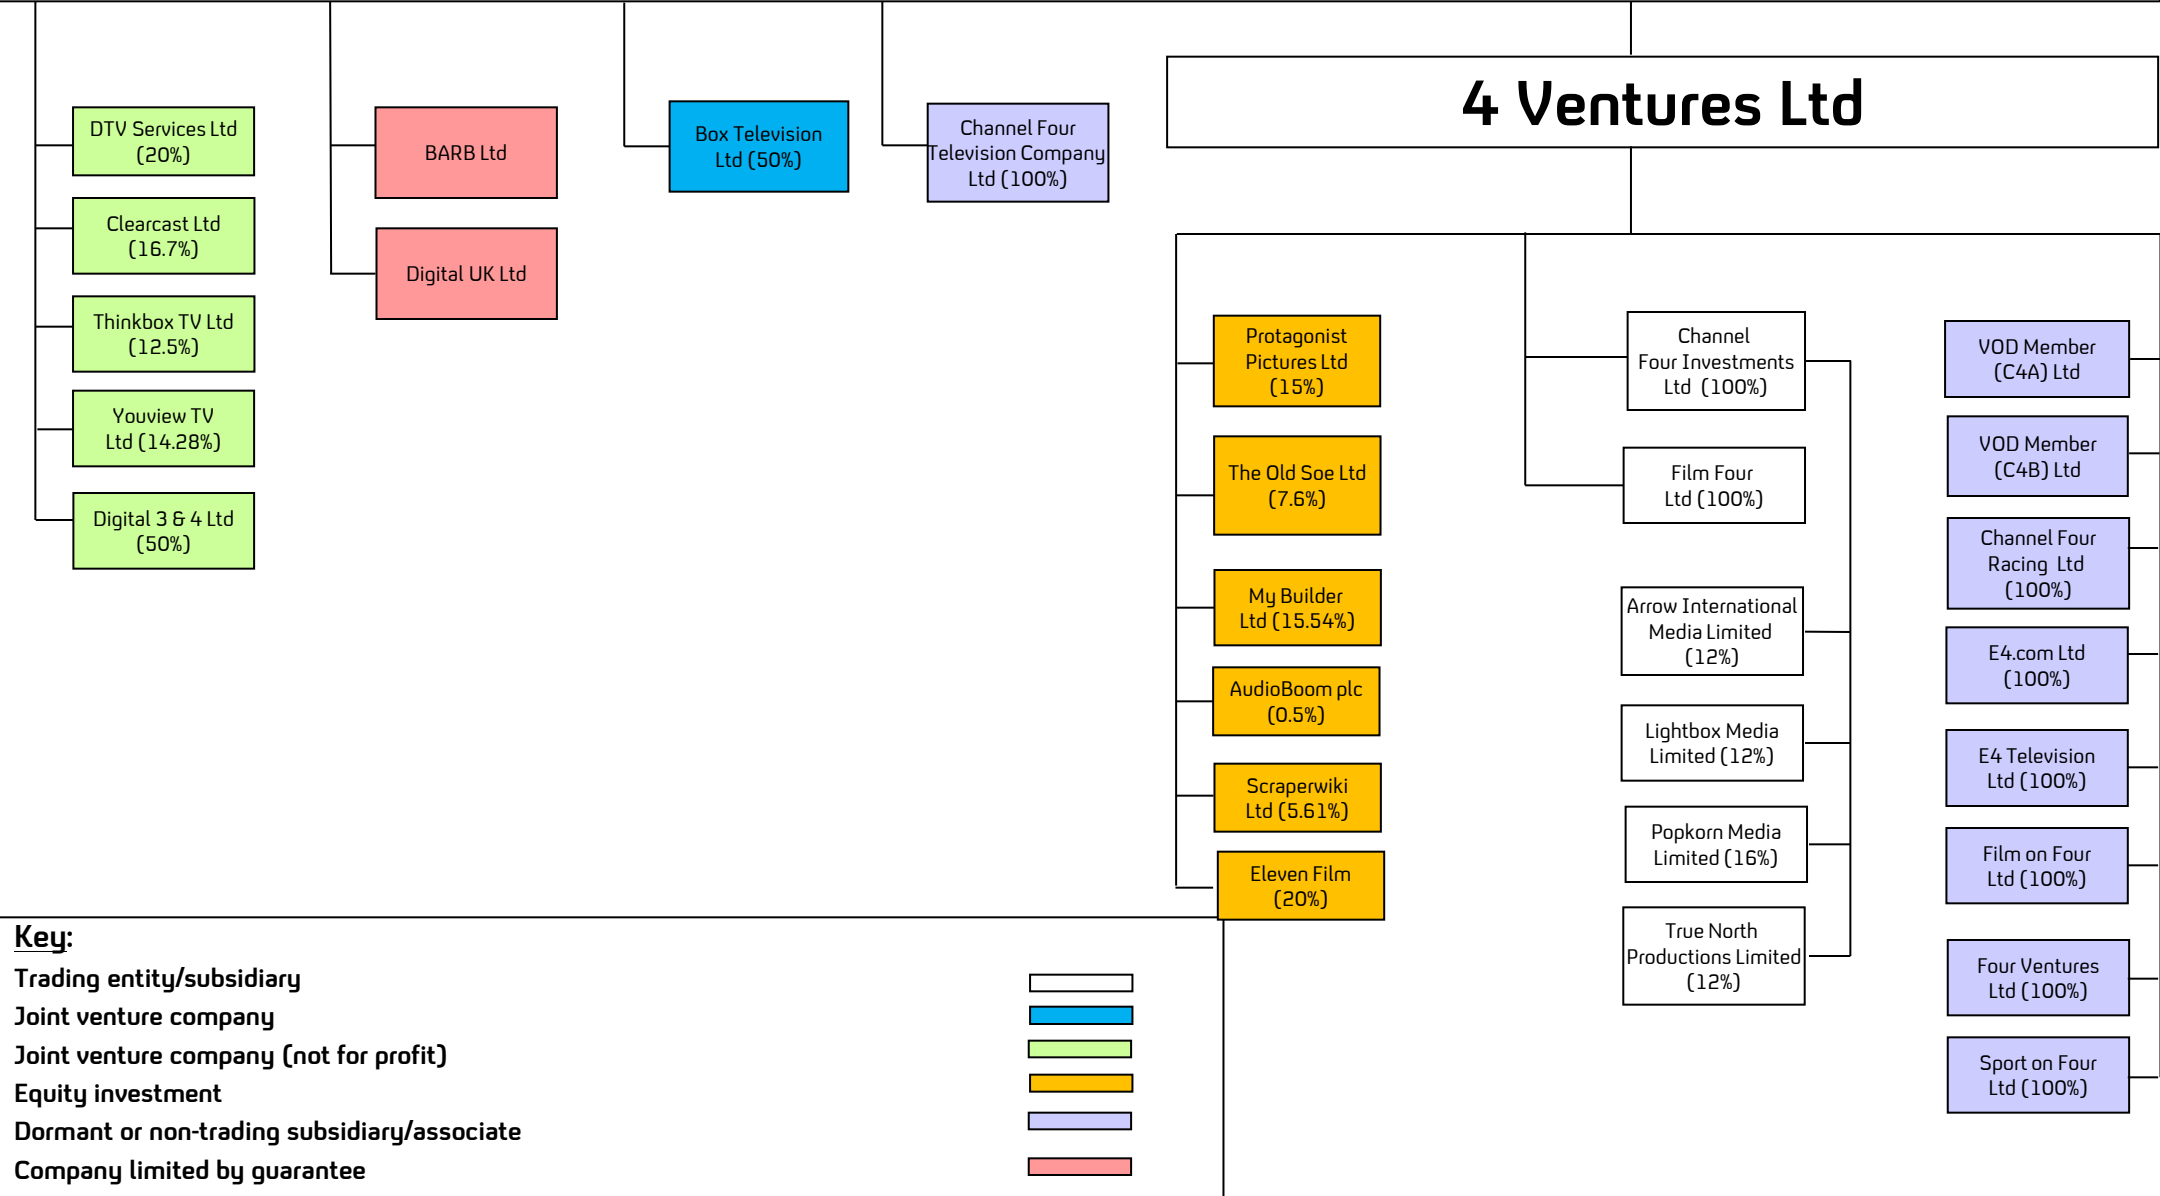 4 Ventures Ltd
DTV Services Ltd
(20%)
Clearcast Ltd
(16.7%)
Thinkbox TV Ltd
(12.5%)
Youview TV
Ltd (14.28%)
Digital 3 & 4 Ltd
(50%)
BARB Ltd
Digital UK Ltd
Box Television
Ltd (50%)
Channel Four
Television Company
Ltd (100%)
Protagonist
Pictures Ltd
(15%)
The Old Soe Ltd
(7.6%)
My Builder
Ltd (15.54%)
AudioBoom plc
(0.5%)
Scraperwiki
Ltd (5.61%)
Eleven Film
(20%)
Channel
Four Investments
Ltd (100%)
Film Four
Ltd (100%)
Arrow International
Media Limited
(12%)
Lightbox Media
Limited (12%)
Popkorn Media
Limited (16%)
True North
Productions Limited
(12%)
VOD Member
(C4A) Ltd
VOD Member
(C4B) Ltd
Channel Four
Racing Ltd
(100%)
E4.com Ltd
(100%)
E4 Television
Ltd (100%)
Film on Four
Ltd (100%)
Four Ventures
Ltd (100%)
Sport on Four
Ltd (100%)
Key:
Trading entity/subsidiary
Joint venture company
Joint venture company (not for profit)
Equity investment
Dormant or non-trading subsidiary/associate
Company limited by guarantee